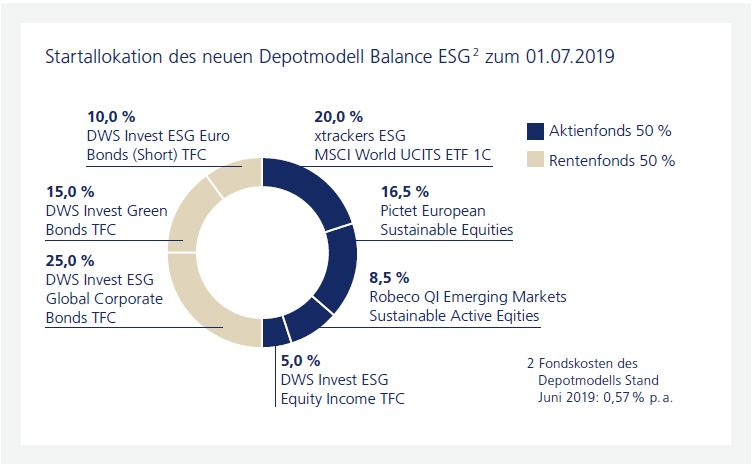 Startallokation des neuen Depotmodell Balance ESG² zum 01.07.2019
10,0 %
DWS Invest ESG Euro
Bonds (Short) TFC
20,0 %
xtrackers ESG
MSCI World UCITS ETF 1C
Aktienfonds 50 %
Rentenfonds 50 %
15,0 %
DWS Invest Green
Bonds TFC
16,5 %
Pictet European
Sustainable Equities
25,0 %
DWS Invest ESG
Global Corporate
Bonds TFC
8,5 %
Robeco QI Emerging Markets
Sustainable Active Eqities
5,0 %
DWS Invest ESG
Equity Income TFC
2 Fondskosten des
Depotmodells Stand
Juni 2019: 0,57 % p. a.